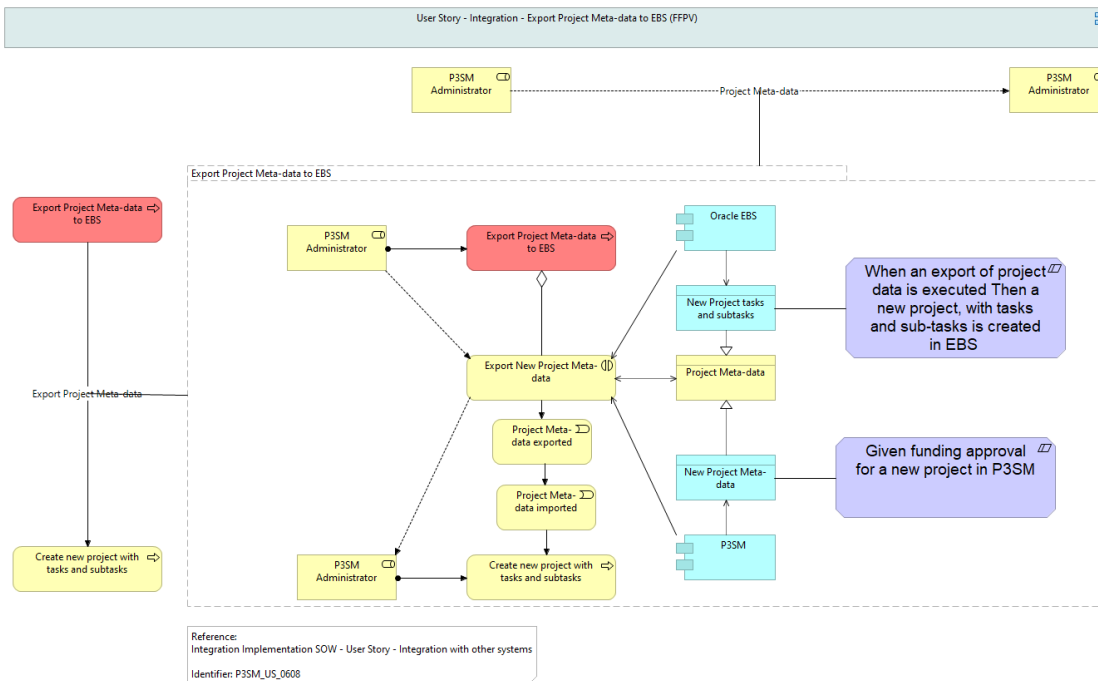 User Story - Integration - Export Project Meta-data to EBS (FFPV)
P3SM
Administrator
Project Meta-data
P3SM
Administrator
Export Project Meta-data to EBS
Export Project Meta-data
to EBS
P3SM
Administrator
Export Project Meta-data
to EBS
Oracle EBS
When an export of project
data is executed Then a
new project, with tasks
and sub-tasks is created
in EBS
New Project tasks
and subtasks
Export New Project Meta-
data
Project Meta-data
Export Project Meta-data
Project Meta-
data exported
Given funding approval
for a new project in P3SM
New Project Meta-
data
Project Meta-
data imported
P3SM
Create new project with
tasks and subtasks
P3SM
Administrator
Create new project with
tasks and subtasks
Reference:
Integration Implementation SOW - User Story - Integration with other systems
Identifier: P3SM_US_0608